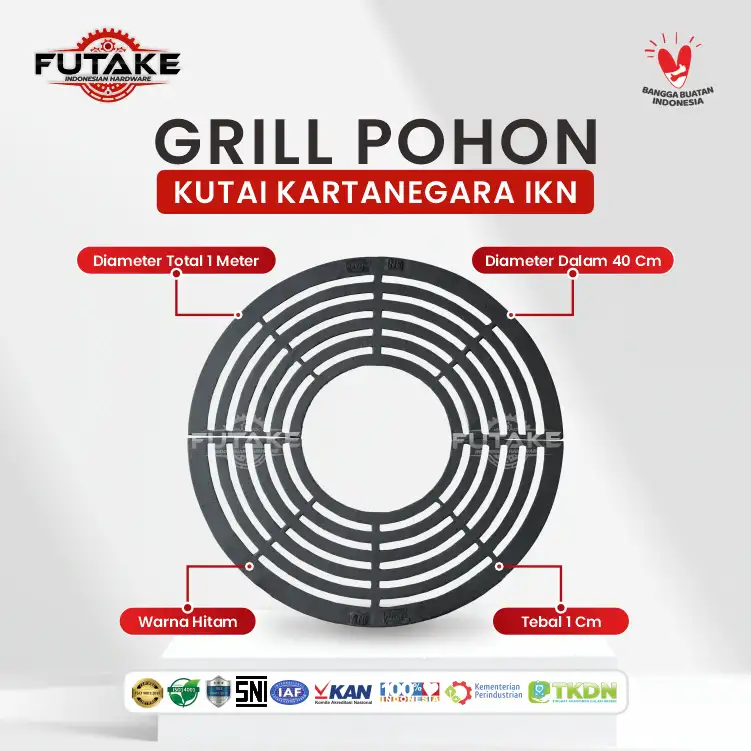 FUTAKE
INDONESIAN HARDWARE
BANGGA BUATAN
INDONESIA
GRILL POHON
KUTAI KARTANEGARA IKN
Diameter Total 1 Meter
Diameter Dalam 40 Cm
FUTAKE
FUTAKE
Warna Hitam
Tebal 1 Cm
SNI
IAF
KAN
Komite Akreditasi Nasional
100%
INDONESIA
Kementerian
Perindustrian
TKDN